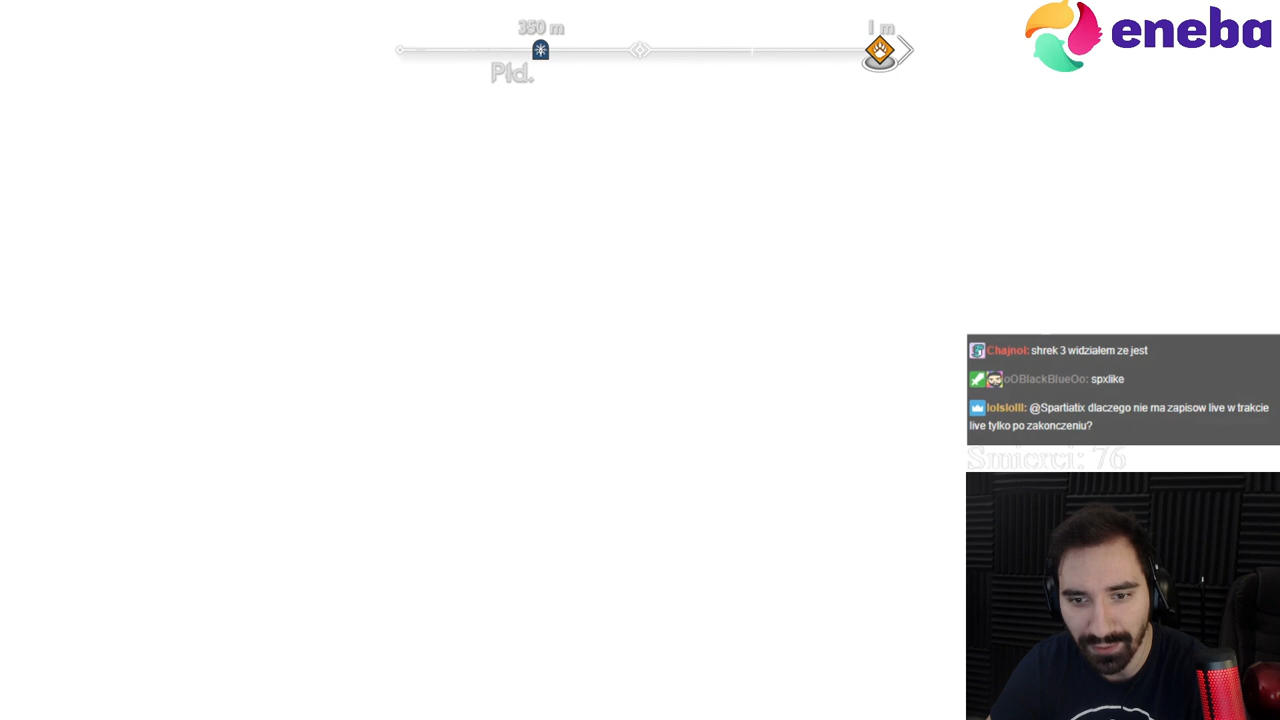 350 m
1 m
Płd.
eneba
Chajnol: shrek 3 widziałem ze jest
oOBlackBlueOo: spxlike
lolslolll: @Spartiatix dlaczego nie ma zapisow live w trakcie
live tylko po zakonczeniu?
Śmierci: 76